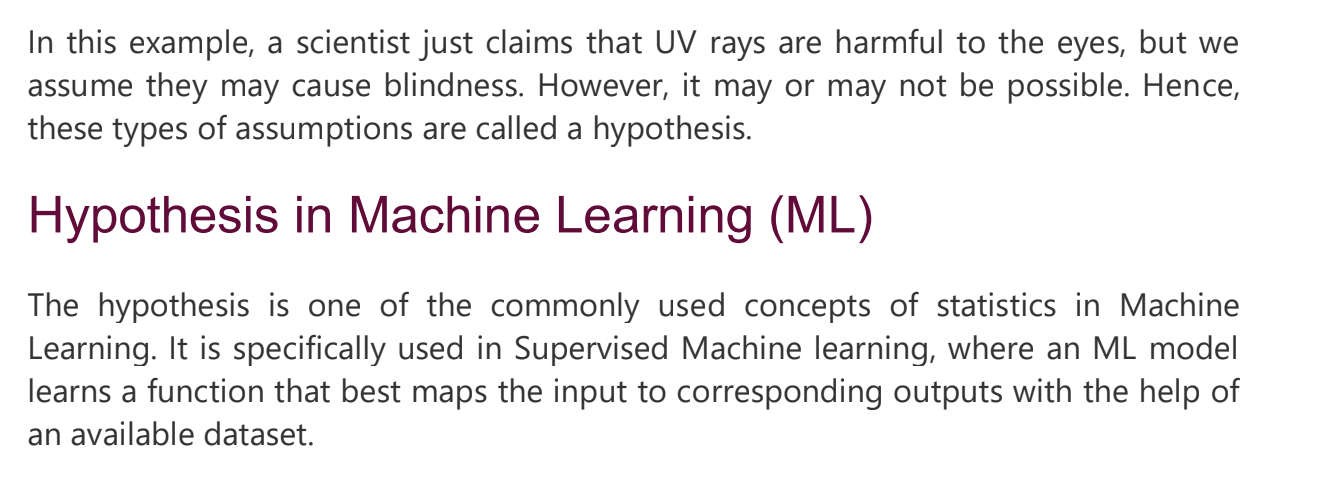 In this example, a scientist just claims that UV rays are harmful to the eyes, but we
assume they may cause blindness. However, it may or may not be possible. Hence,
these types of assumptions are called a hypothesis.
Hypothesis in Machine Learning (ML)
The hypothesis is one of the commonly used concepts of statistics in Machine
Learning. It is specifically used in Supervised Machine learning, where an ML model
learns a function that best maps the input to corresponding outputs with the help of
an available dataset.